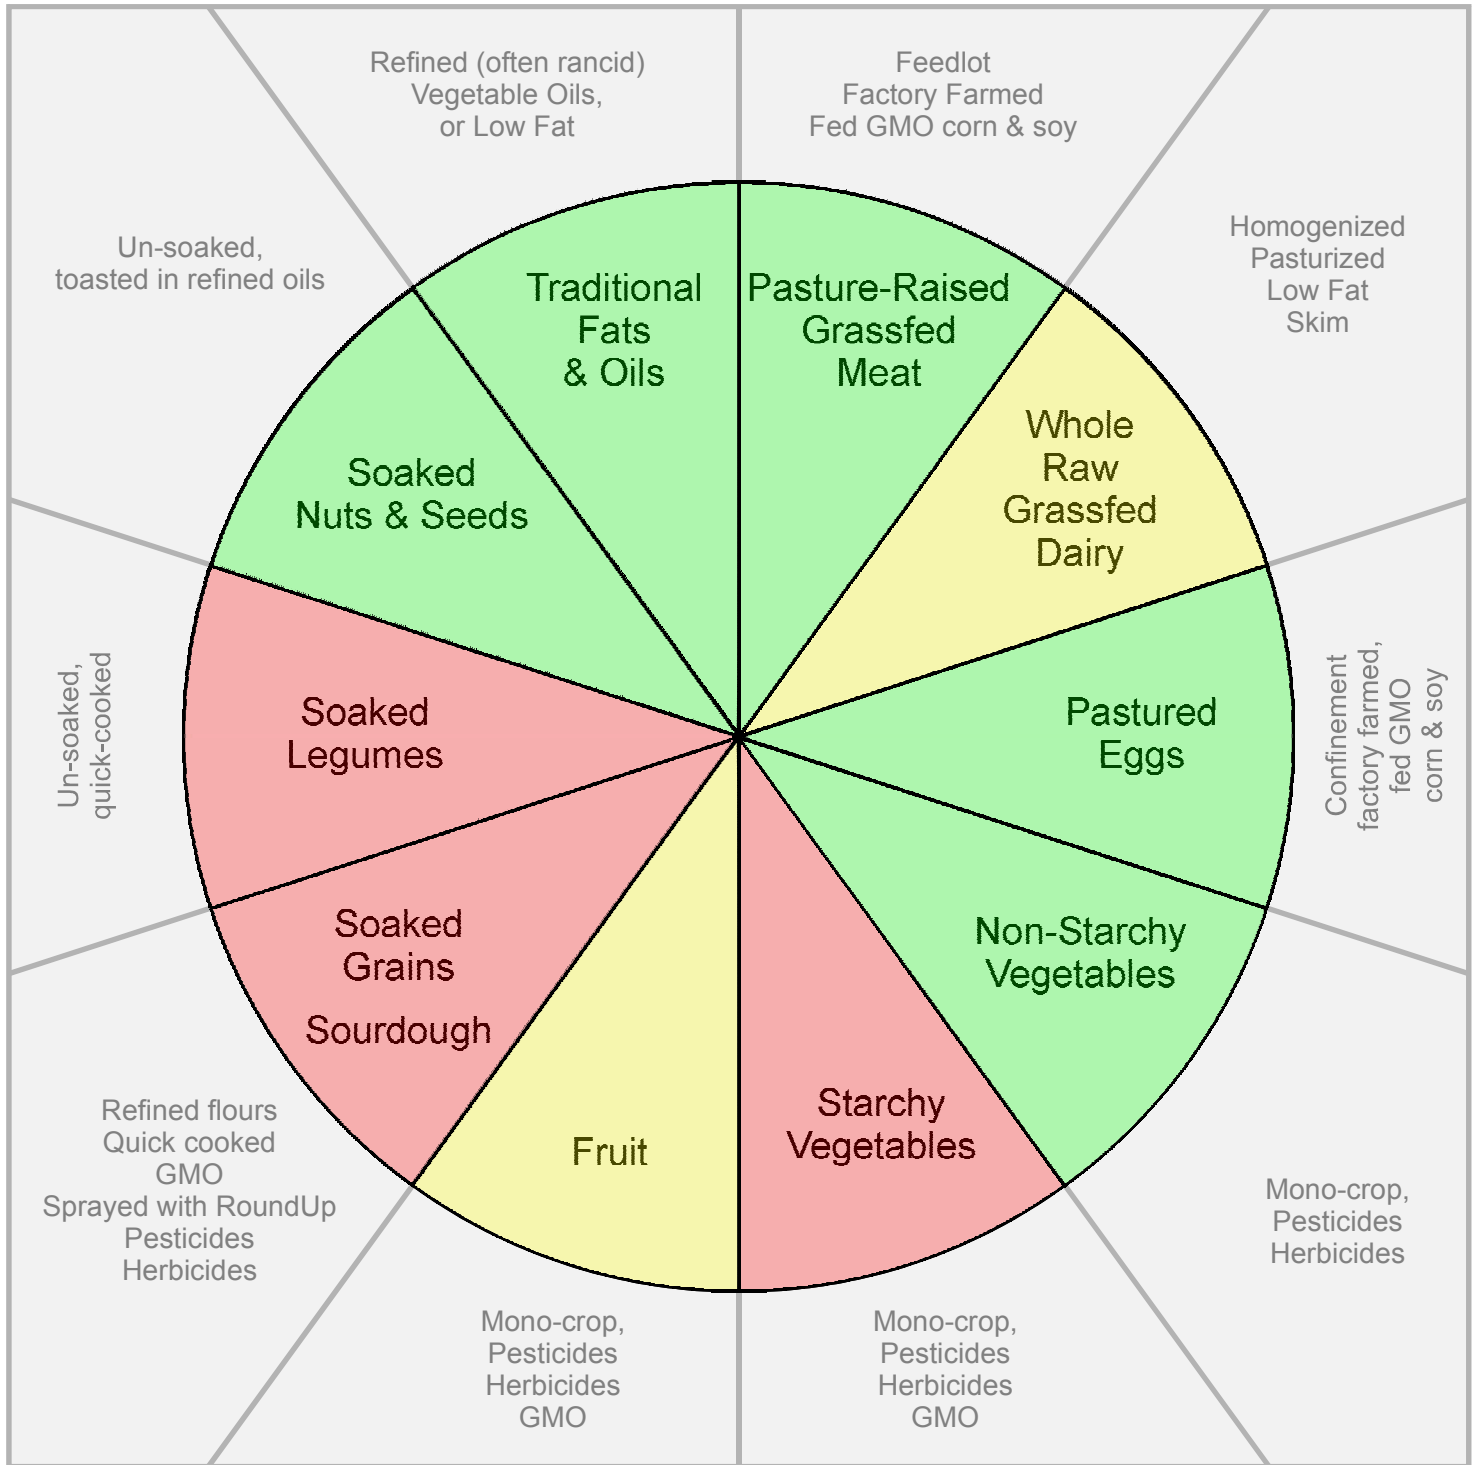 Refined (often rancid)
Vegetable Oils,
or Low Fat
Feedlot
Factory Farmed
Fed GMO corn & soy
Un-soaked,
toasted in refined oils
Homogenized
Pasturized
Low Fat
Skim
Traditional
Fats
& Oils
Pasture-Raised
Grassfed
Meat
Soaked
Nuts & Seeds
Whole
Raw
Grassfed
Dairy
Un-soaked,
quick-cooked
Soaked
Legumes
Pastured
Eggs
Confinement
factory farmed,
fed GMO
corn & soy
Soaked
Grains
Sourdough
Non-Starchy
Vegetables
Fruit
Starchy
Vegetables
Refined flours
Quick cooked
GMO
Sprayed with RoundUp
Pesticides
Herbicides
Mono-crop,
Pesticides
Herbicides
GMO
Mono-crop,
Pesticides
Herbicides
GMO
Mono-crop,
Pesticides
Herbicides